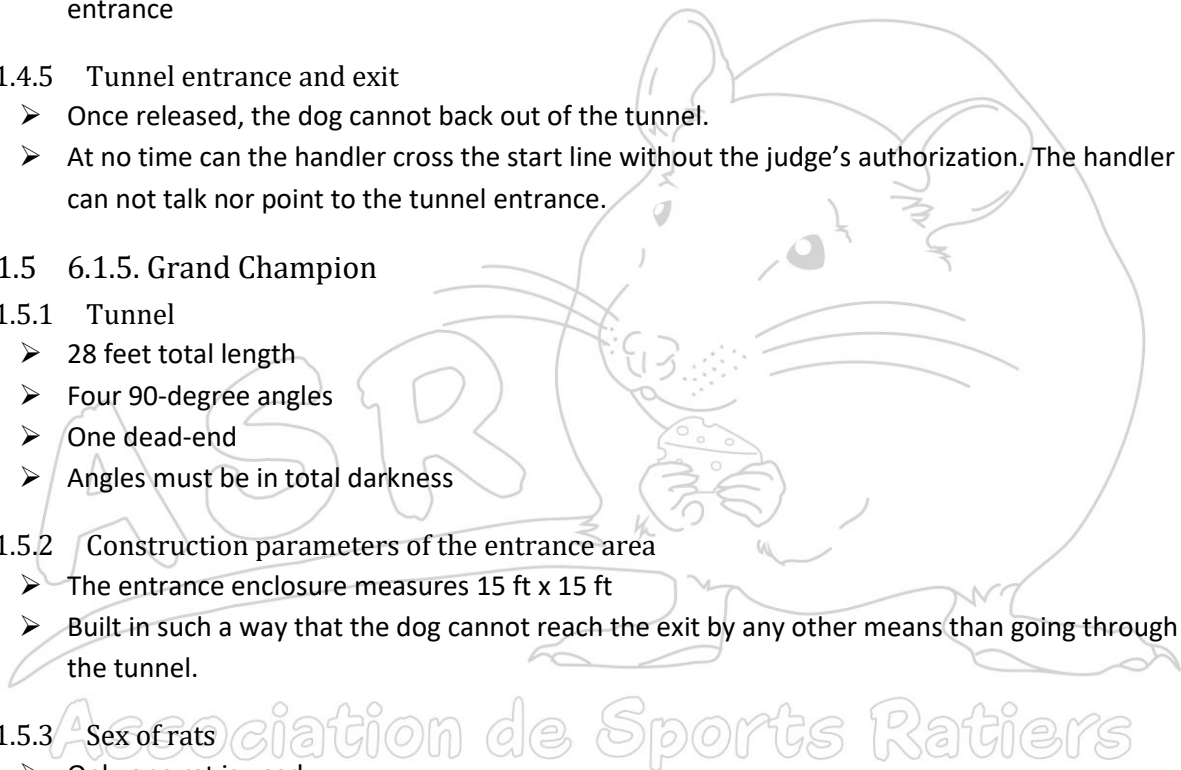 entrance
1.4.5 Tunnel entrance and exit
➢ Once released, the dog cannot back out of the tunnel.
➢ At no time can the handler cross the start line without the judge’s authorization. The handler
can not talk nor point to the tunnel entrance.
1.5 6.1.5. Grand Champion
1.5.1 Tunnel
➢ 28 feet total length
➢ Four 90-degree angles
➢ One dead-end
➢ Angles must be in total darkness
ASR
1.5.2 Construction parameters of the entrance area
➢ The entrance enclosure measures 15 ft x 15 ft
➢ Built in such a way that the dog cannot reach the exit by any other means than going through
the tunnel.
Association de Sports Ratiers
1.5.3 Sex of rats